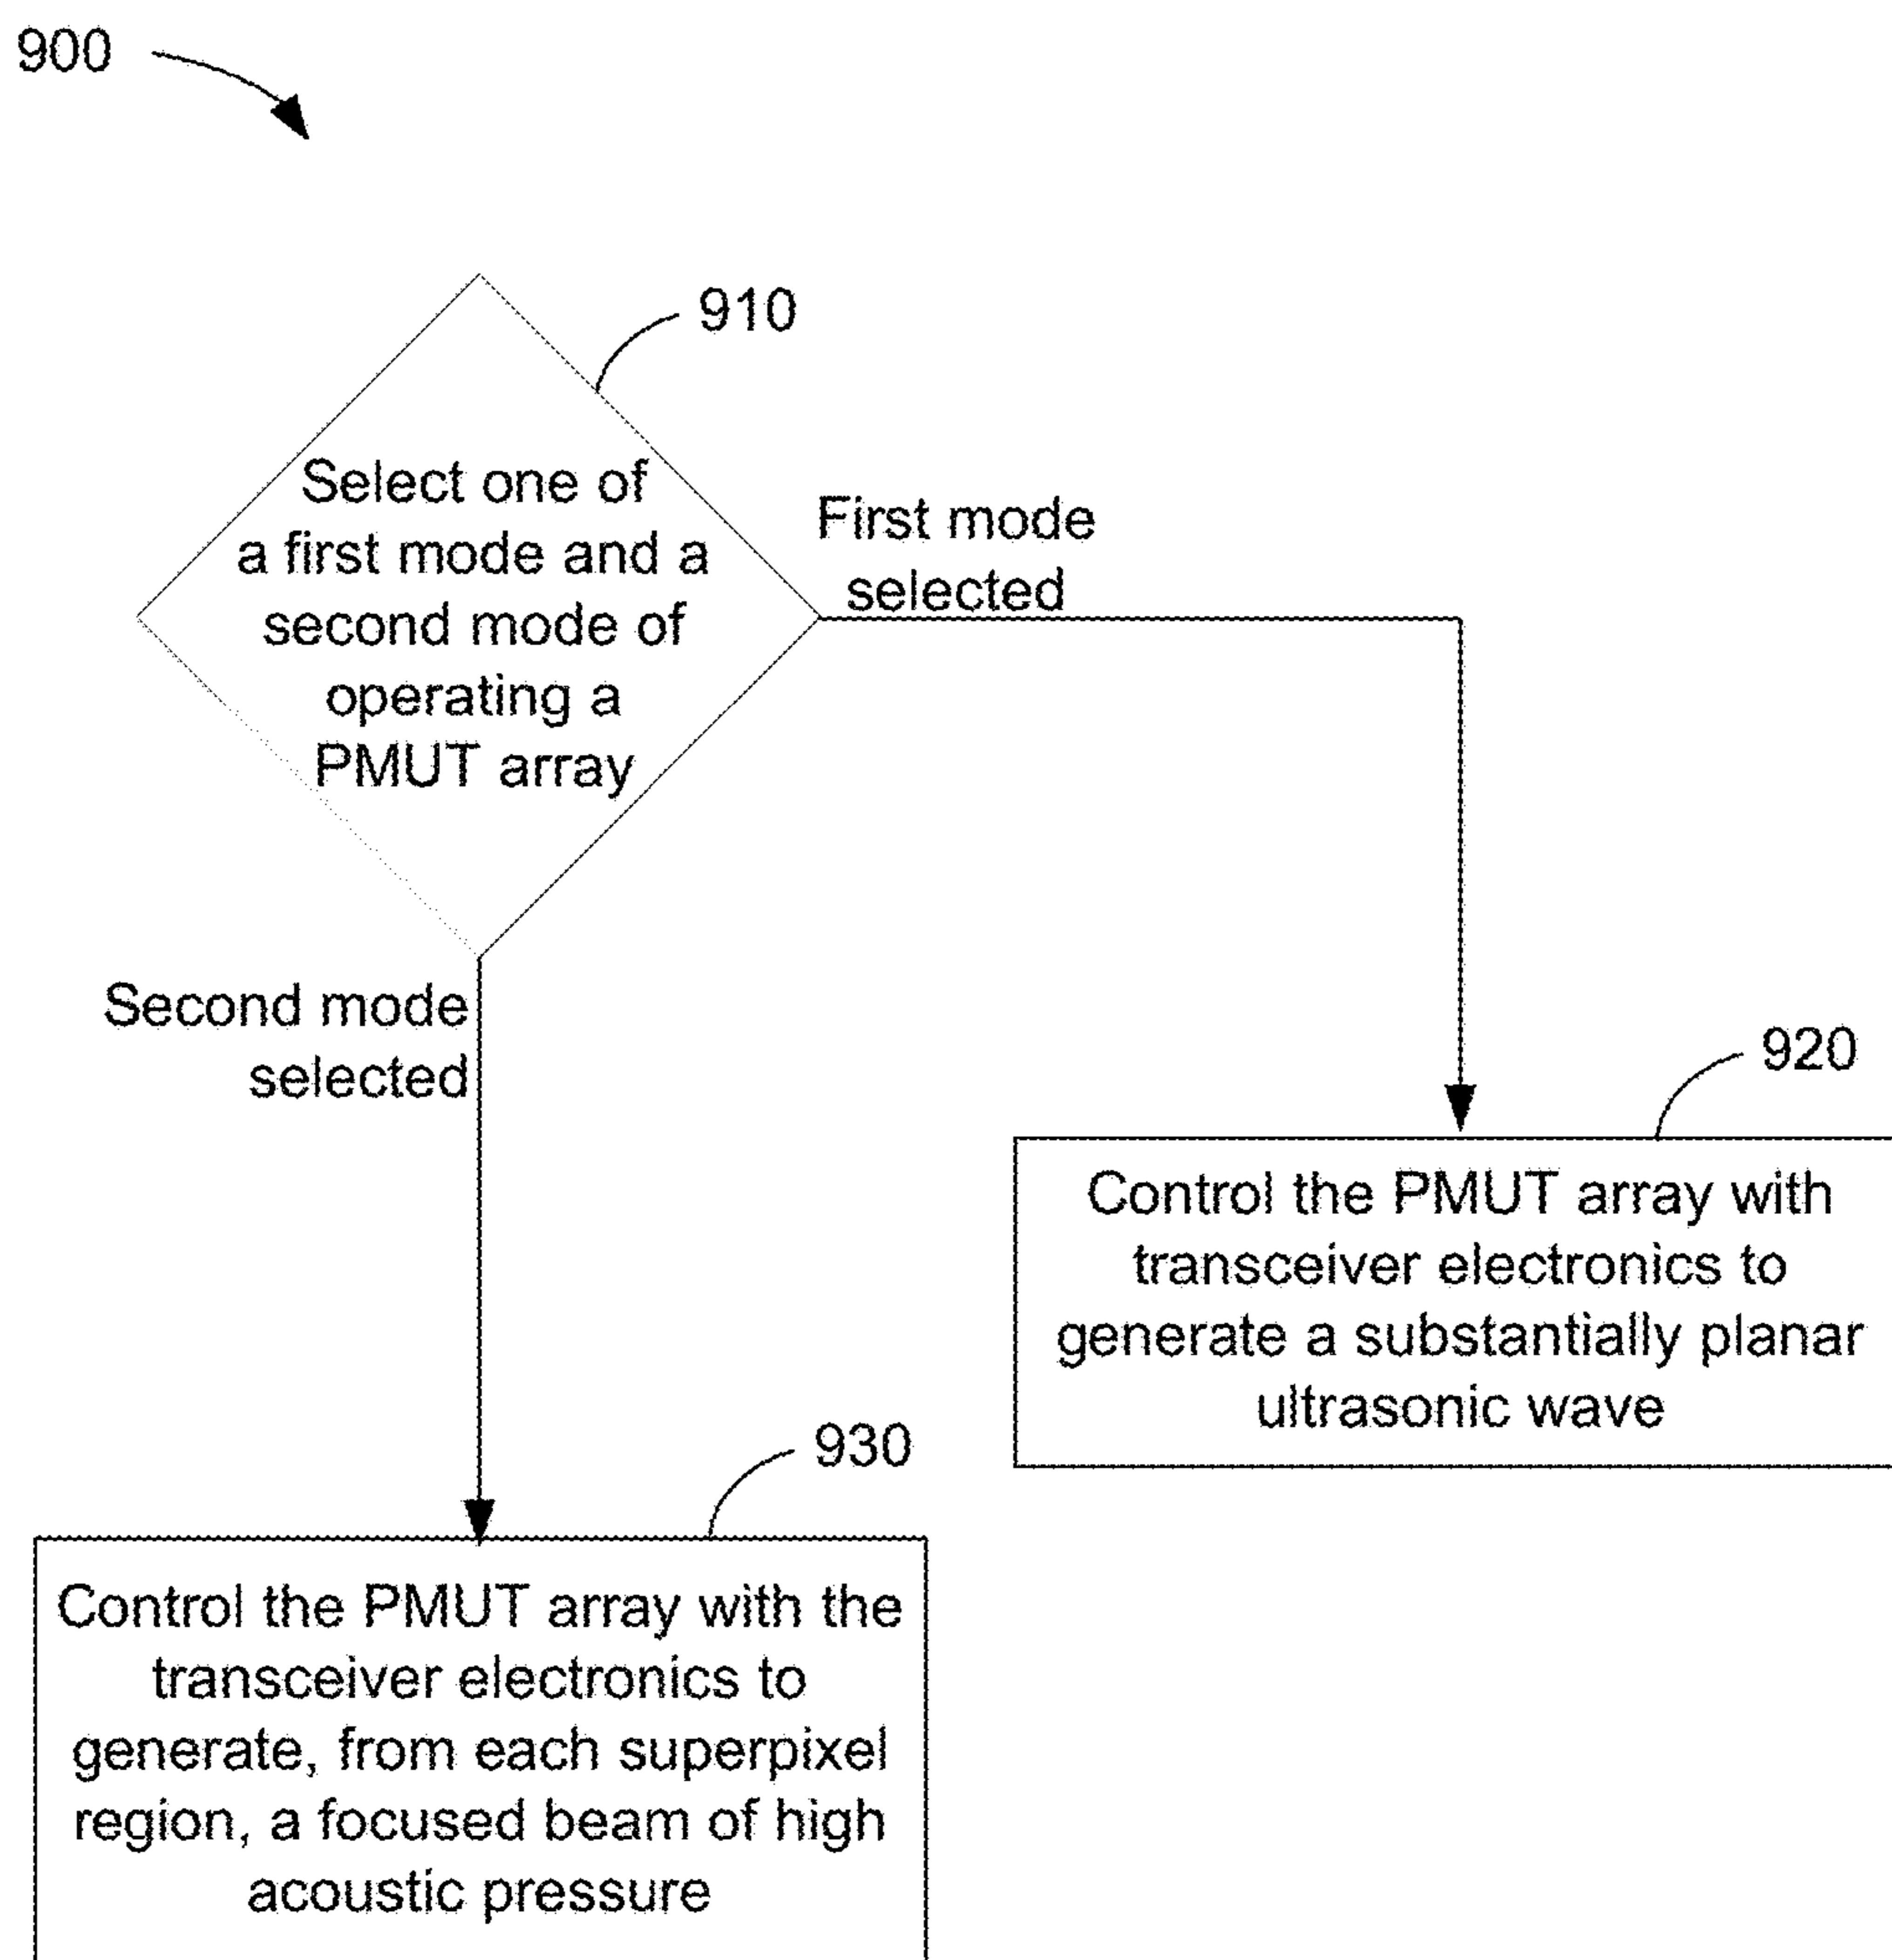 900
910
Select one of
a first mode and a
second mode of
operating a
PMUT array
First mode
selected
Second mode
selected
920
Control the PMUT array with
transceiver electronics to
generate a substantially planar
ultrasonic wave
930
Control the PMUT array with the
transceiver electronics to
generate, from each superpixel
region, a focused beam of high
acoustic pressure